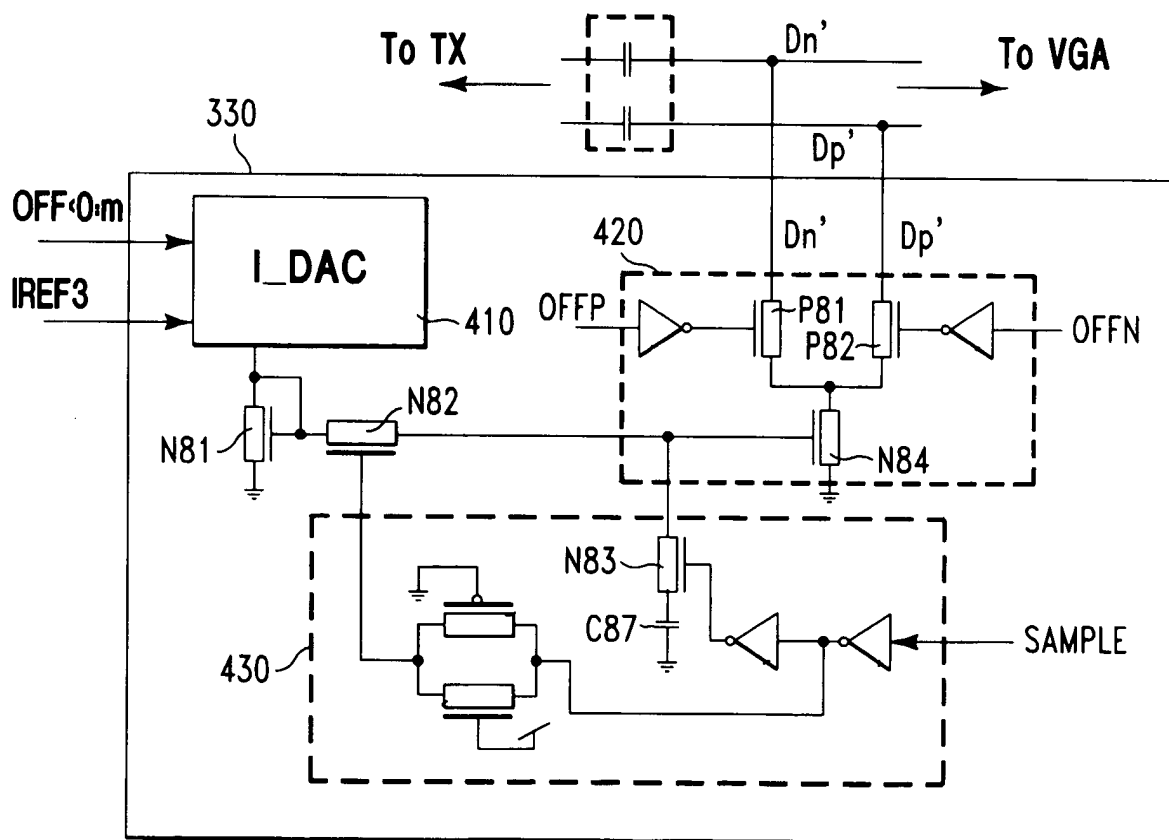 To TX
Dn'
To VGA
Dp'
330
OFF<0:m
IREF3
I_DAC
410
Dn'
Dp'
420
OFFP
P81
P82
OFFN
N81
N82
N84
N83
C87
SAMPLE
430